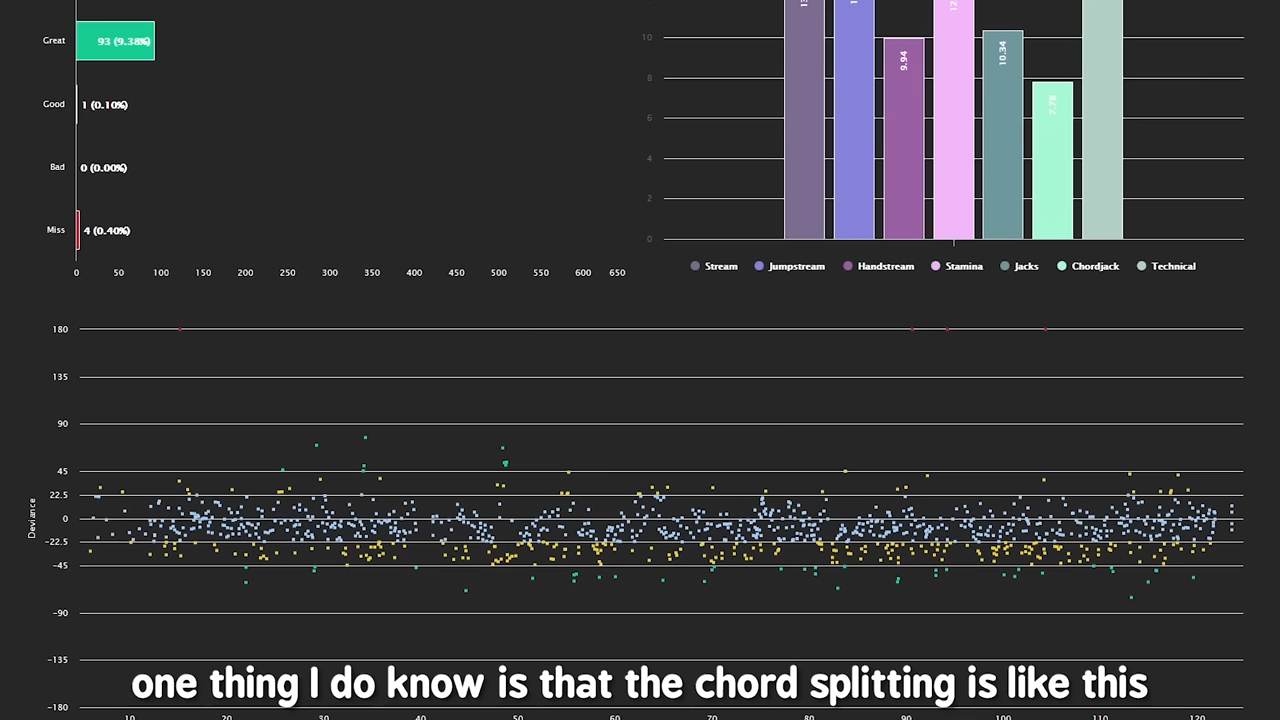 Great 93 (9.38%)
Good 1 (0.10%)
Bad 0 (0.00%)
Miss 4 (0.40%)
0 50 100 150 200 250 300 350 400 450 500 550 600 650
10
8
6
4
2
0
9.94
10.34
7.78
Stream Jumpstream Handstream Stamina Jacks Chordjack Technical
Deviance
180
135
90
45
22.5
0
-22.5
-45
-90
-135
-180
10 20 30 40 50 60 70 80 90 100 110 120
one thing I do know is that the chord splitting is like this